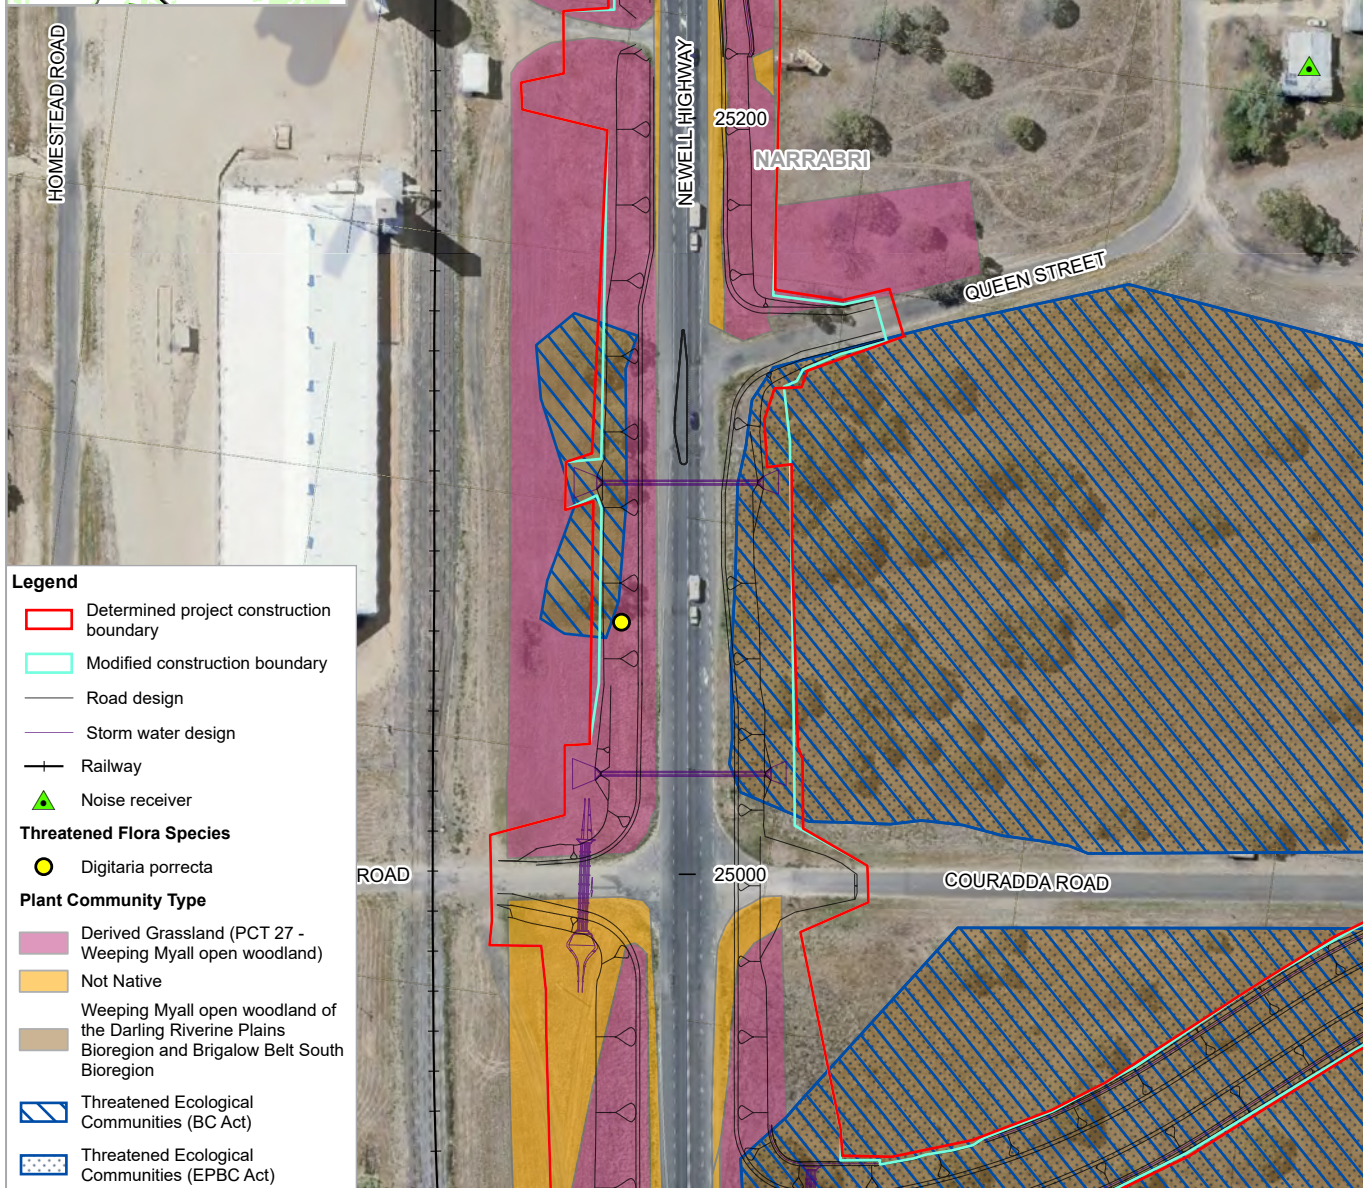 HOMESTEAD ROAD
NEWELL HIGHWAY
25200
NARRABRI
QUEEN STREET
Legend
Determined project construction
boundary
Modified construction boundary
Road design
Storm water design
Railway
Noise receiver
Threatened Flora Species
Digitaria porrecta
Plant Community Type
Derived Grassland (PCT 27 -
Weeping Myall open woodland)
Not Native
Weeping Myall open woodland of
the Darling Riverine Plains
Bioregion and Brigalow Belt South
Bioregion
Threatened Ecological
Communities (BC Act)
Threatened Ecological
Communities (EPBC Act)
ROAD
25000
COURADDA ROAD